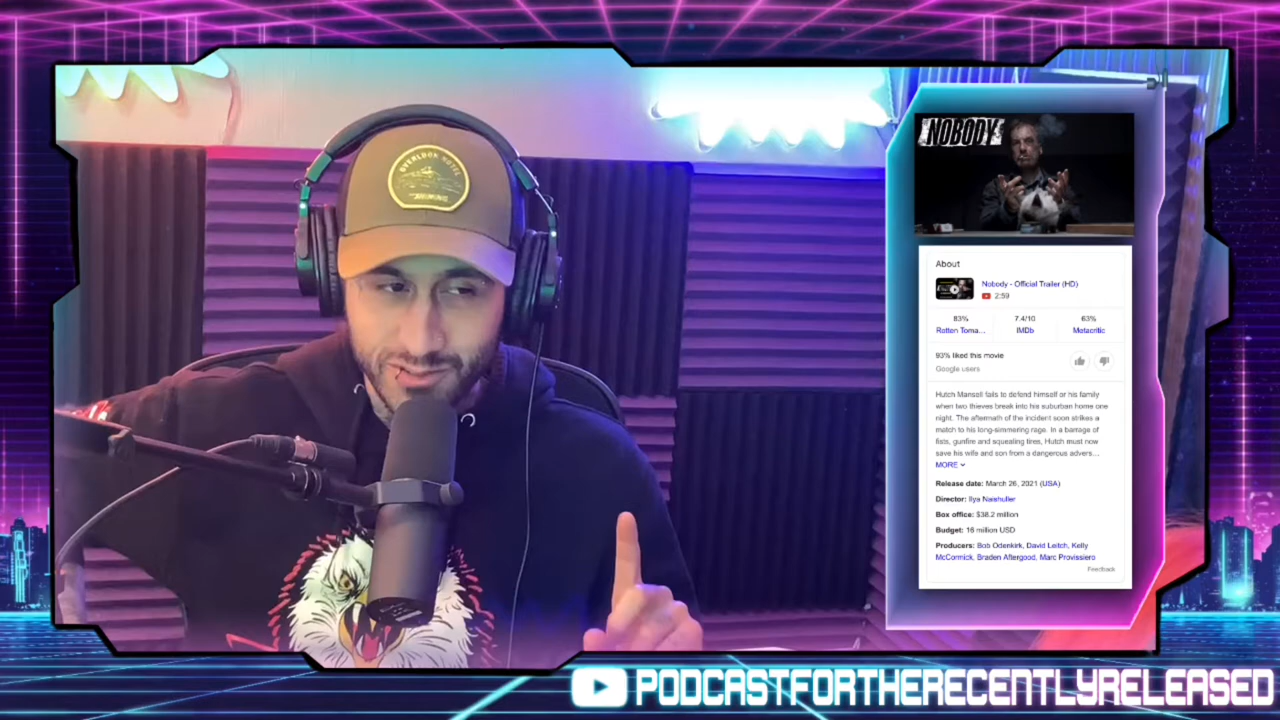 OVERLOOK HOTEL
NOBODY
About
Nobody - Official Trailer (HD)
2:59
83%
Rotten Toma...
7.4/10
IMDb
63%
Metacritic
93% liked this movie
Google users
Hutch Mansell fails to defend himself or his family
when two thieves break into his suburban home one
night. The aftermath of the incident soon strikes a
match to his long-simmering rage. In a barrage of
fists, gunfire and squealing tires, Hutch must now
save his wife and son from a dangerous advers...
MORE
Release date: March 26, 2021 (USA)
Director: Ilya Naishuller
Box office: $38.2 million
Budget: 16 million USD
Producers: Bob Odenkirk, David Leitch, Kelly
McCormick, Braden Aftergood, Marc Provissiero
Feedback
PODCASTFORTHERECENTLYRELEASED